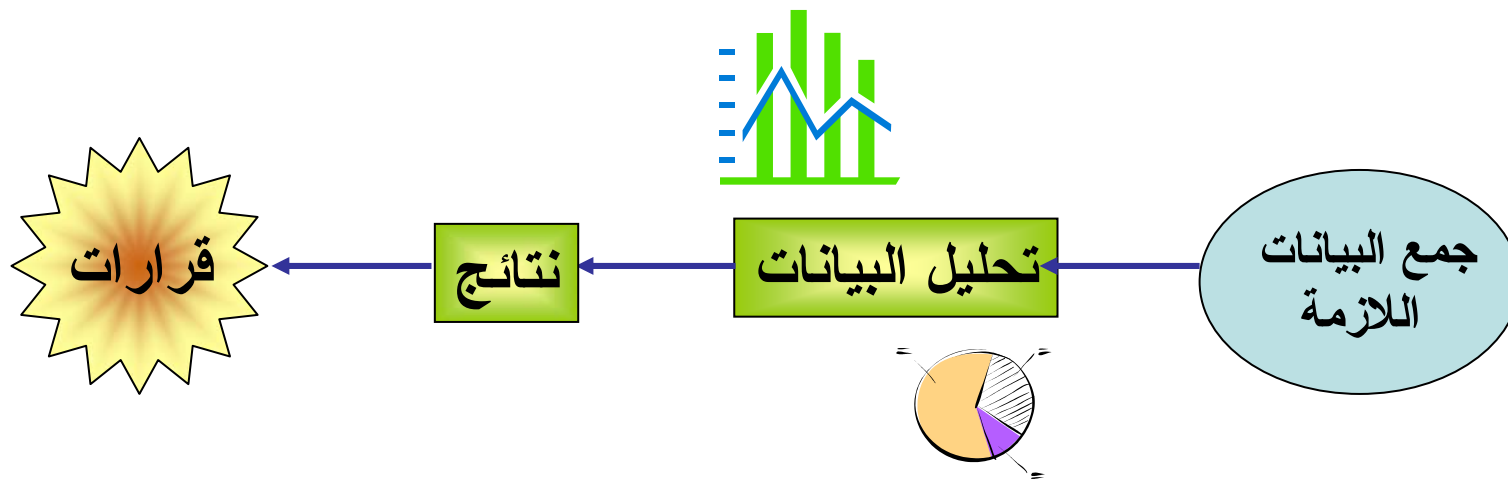 جمع البيانات
اللازمة
تحليل البيانات
نتائج
قرارات